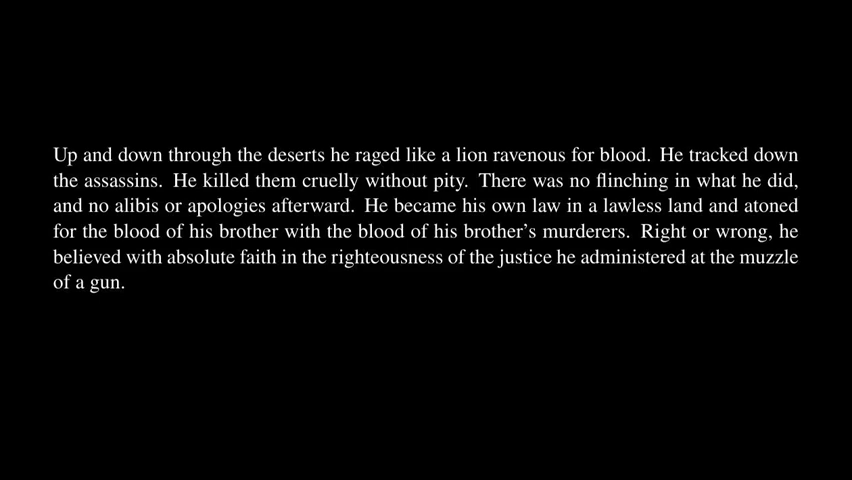 Up and down through the deserts he raged like a lion ravenous for blood. He tracked down
the assassins. He killed them cruelly without pity. There was no flinching in what he did,
and no alibis or apologies afterward. He became his own law in a lawless land and atoned
for the blood of his brother with the blood of his brother's murderers. Right or wrong, he
believed with absolute faith in the righteousness of the justice he administered at the muzzle
of a gun.